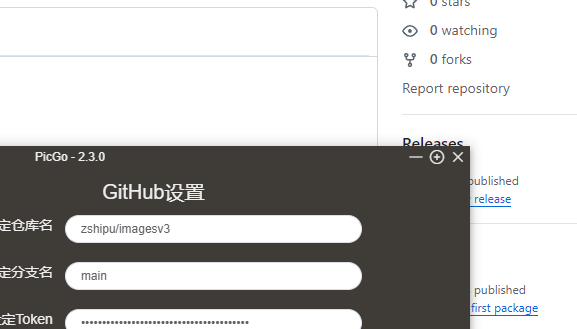 0 stars
0 watching
0 forks
Report repository
Releases
PicGo - 2.3.0
published
release
GitHub设置
定仓库名
zshipu/imagesv3
定分支名
main
published
first package
定Token
••••••••••••••••••••••••••••••••••••••••